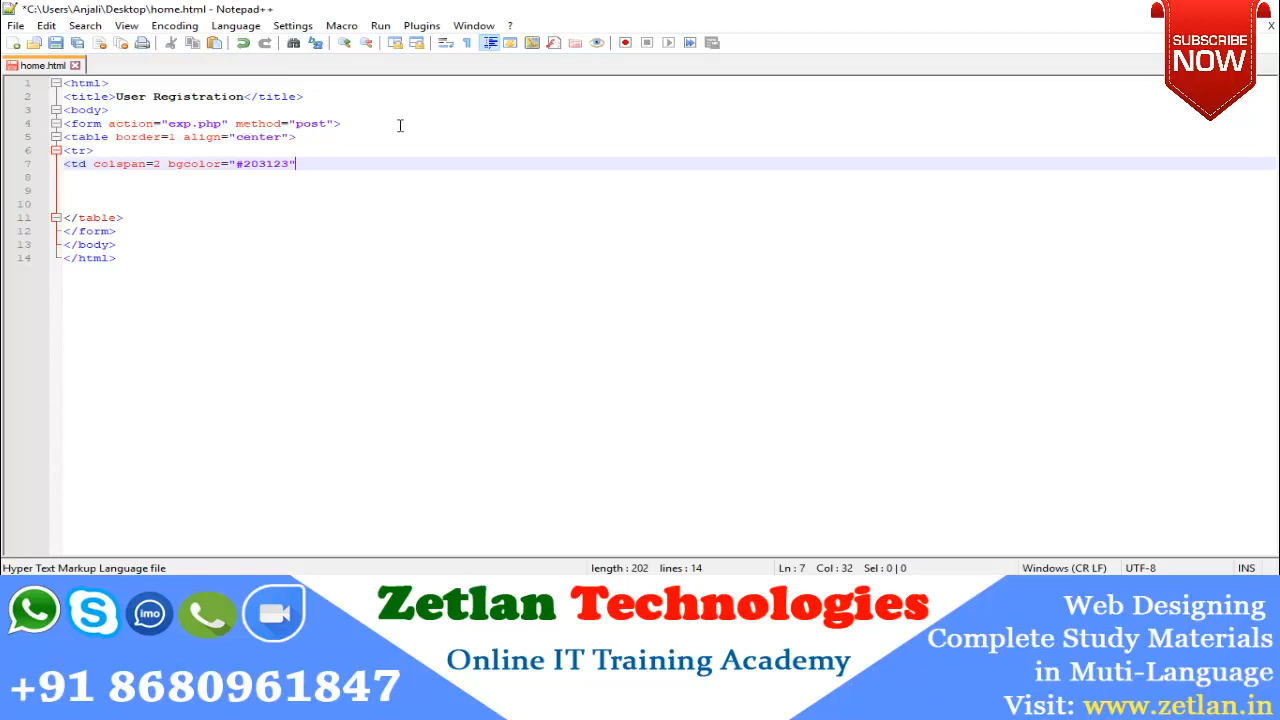 *C:\Users\Anjali\Desktop\home.html - Notepad++
File Edit Search View Encoding Language Settings Macro Run Plugins Window ?
X
SUBSCRIBE
NOW
home.html
1 <html>
2 <title>User Registration</title>
3 <body>
4 <form action="exp.php" method="post">
5 <table border=1 align="center">
6 <tr>
7 <td colspan=2 bgcolor="#203123"
8
9
10
11 </table>
12 </form>
13 </body>
14 </html>
Hyper Text Markup Language file length : 202 lines : 14 Ln : 7 Col : 32 Sel : 0 | 0 Windows (CR LF) UTF-8 INS
imo
+91 8680961847
Zetlan Technologies
Online IT Training Academy
Web Designing
Complete Study Materials
in Muti-Language
Visit: www.zetlan.in